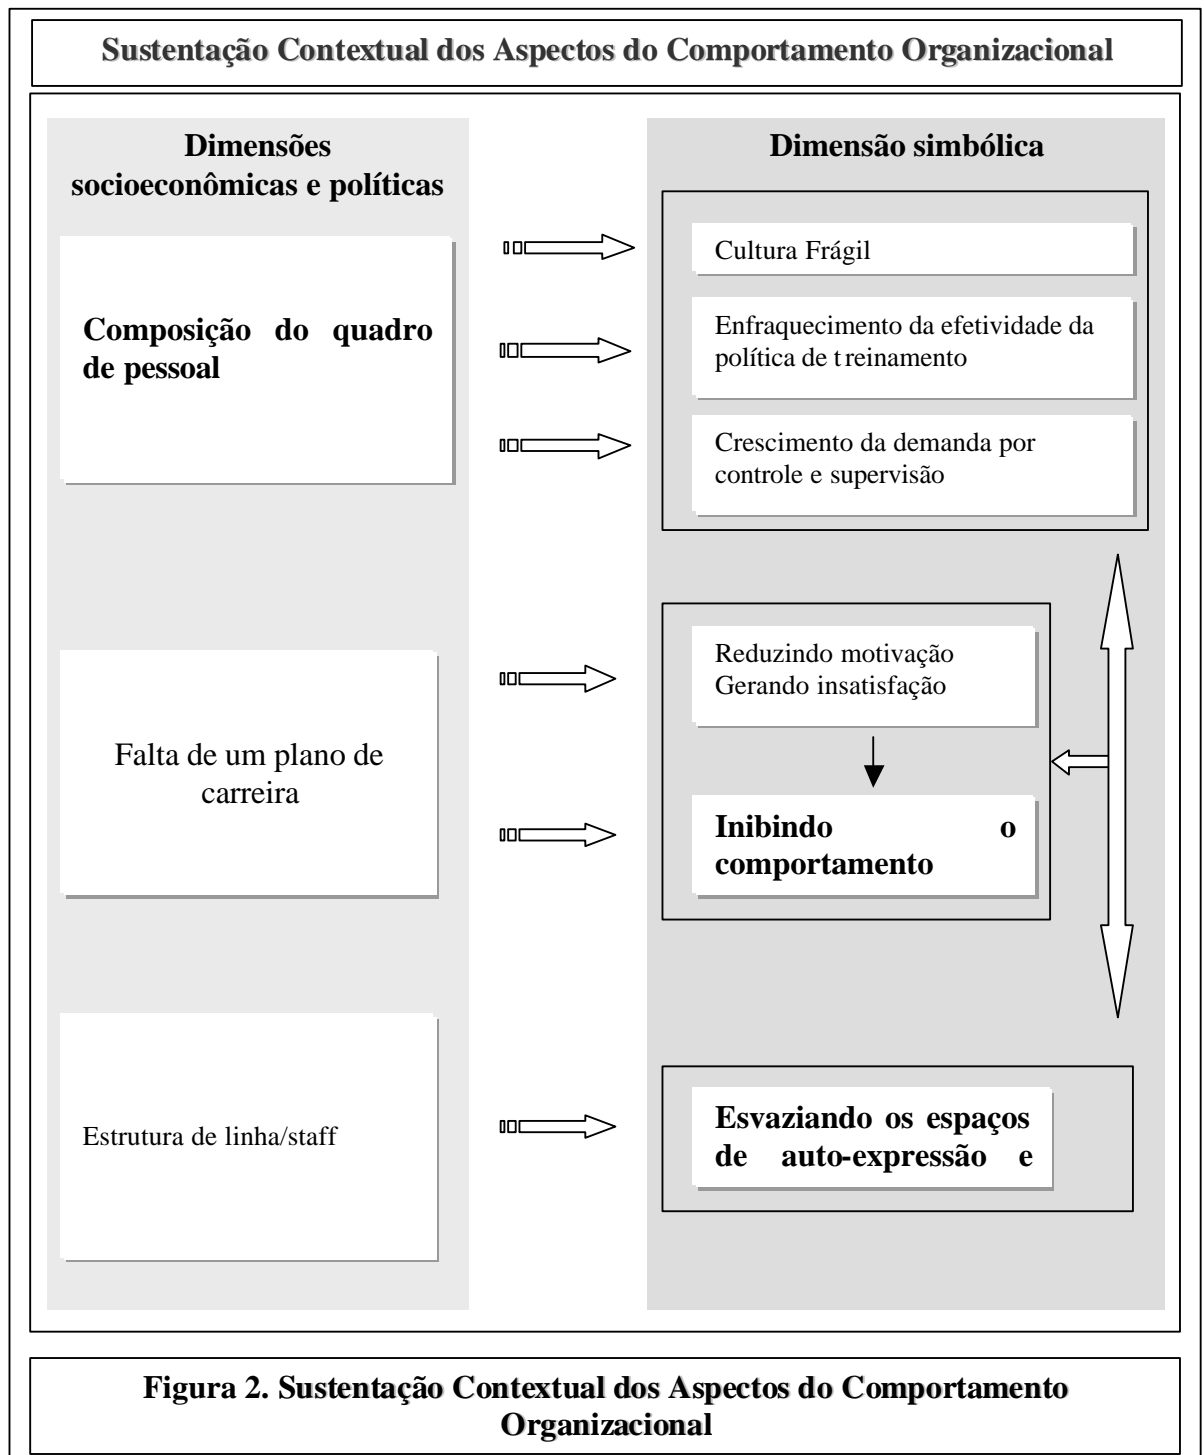 Sustentação Contextual dos Aspectos do Comportamento Organizacional
Dimensões
socioeconômicas e políticas
Composição do quadro
de pessoal
Falta de um plano de
carreira
Estrutura de linha/staff
Dimensão simbólica
Cultura Frágil
Enfraquecimento da efetividade da
política de treinamento
Crescimento da demanda por
controle e supervisão
Reduzindo motivação
Gerando insatisfação
Inibindo o
comportamento
Esvaziando os espaços
de auto-expressão e
Figura 2. Sustentação Contextual dos Aspectos do Comportamento
Organizacional